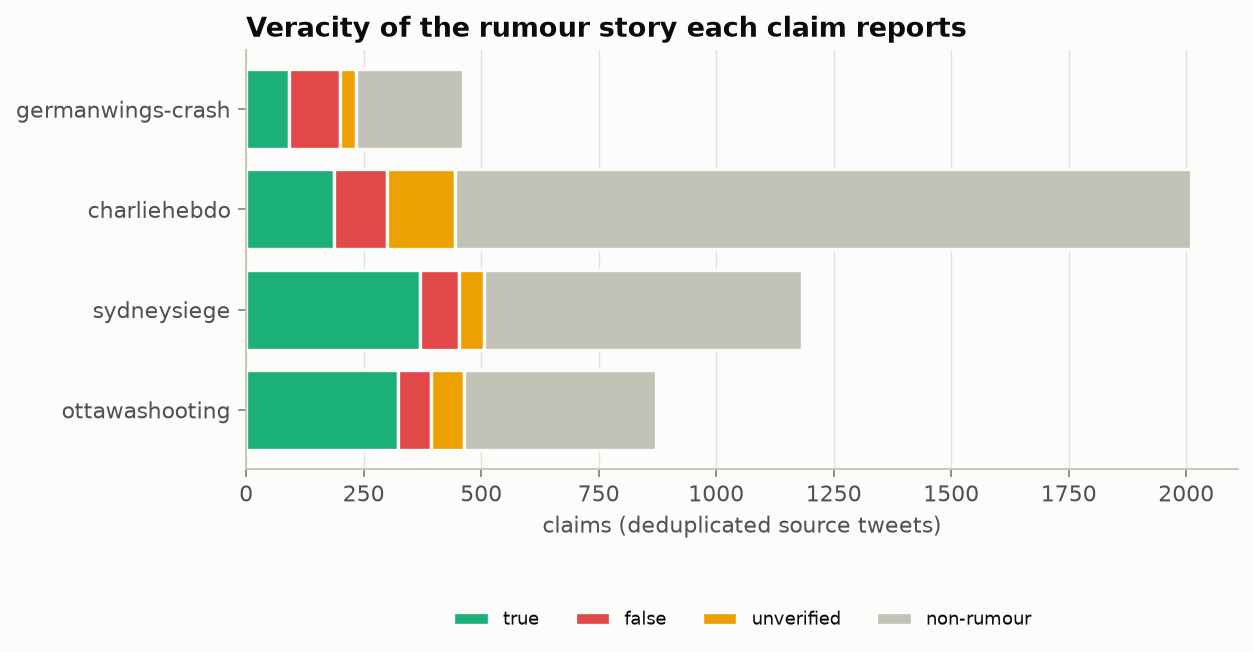 Veracity of the rumour story each claim reports
germanwings-crash
charliehebdo
sydneysiege
ottawashooting
0 250 500 750 1000 1250 1500 1750 2000
claims (deduplicated source tweets)
true false unverified non-rumour